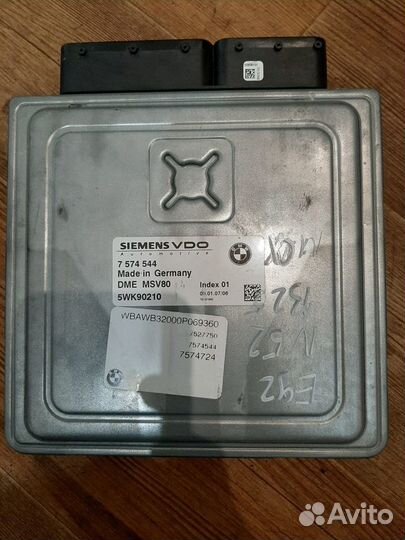 SIEMENS VDO
Automotive
BMW
7 574 544
Made in Germany
DME MSV80
Index 01
5WK90210
WBAWB32000P069360
7527750
7574544
7574724
N52
E92
Avito